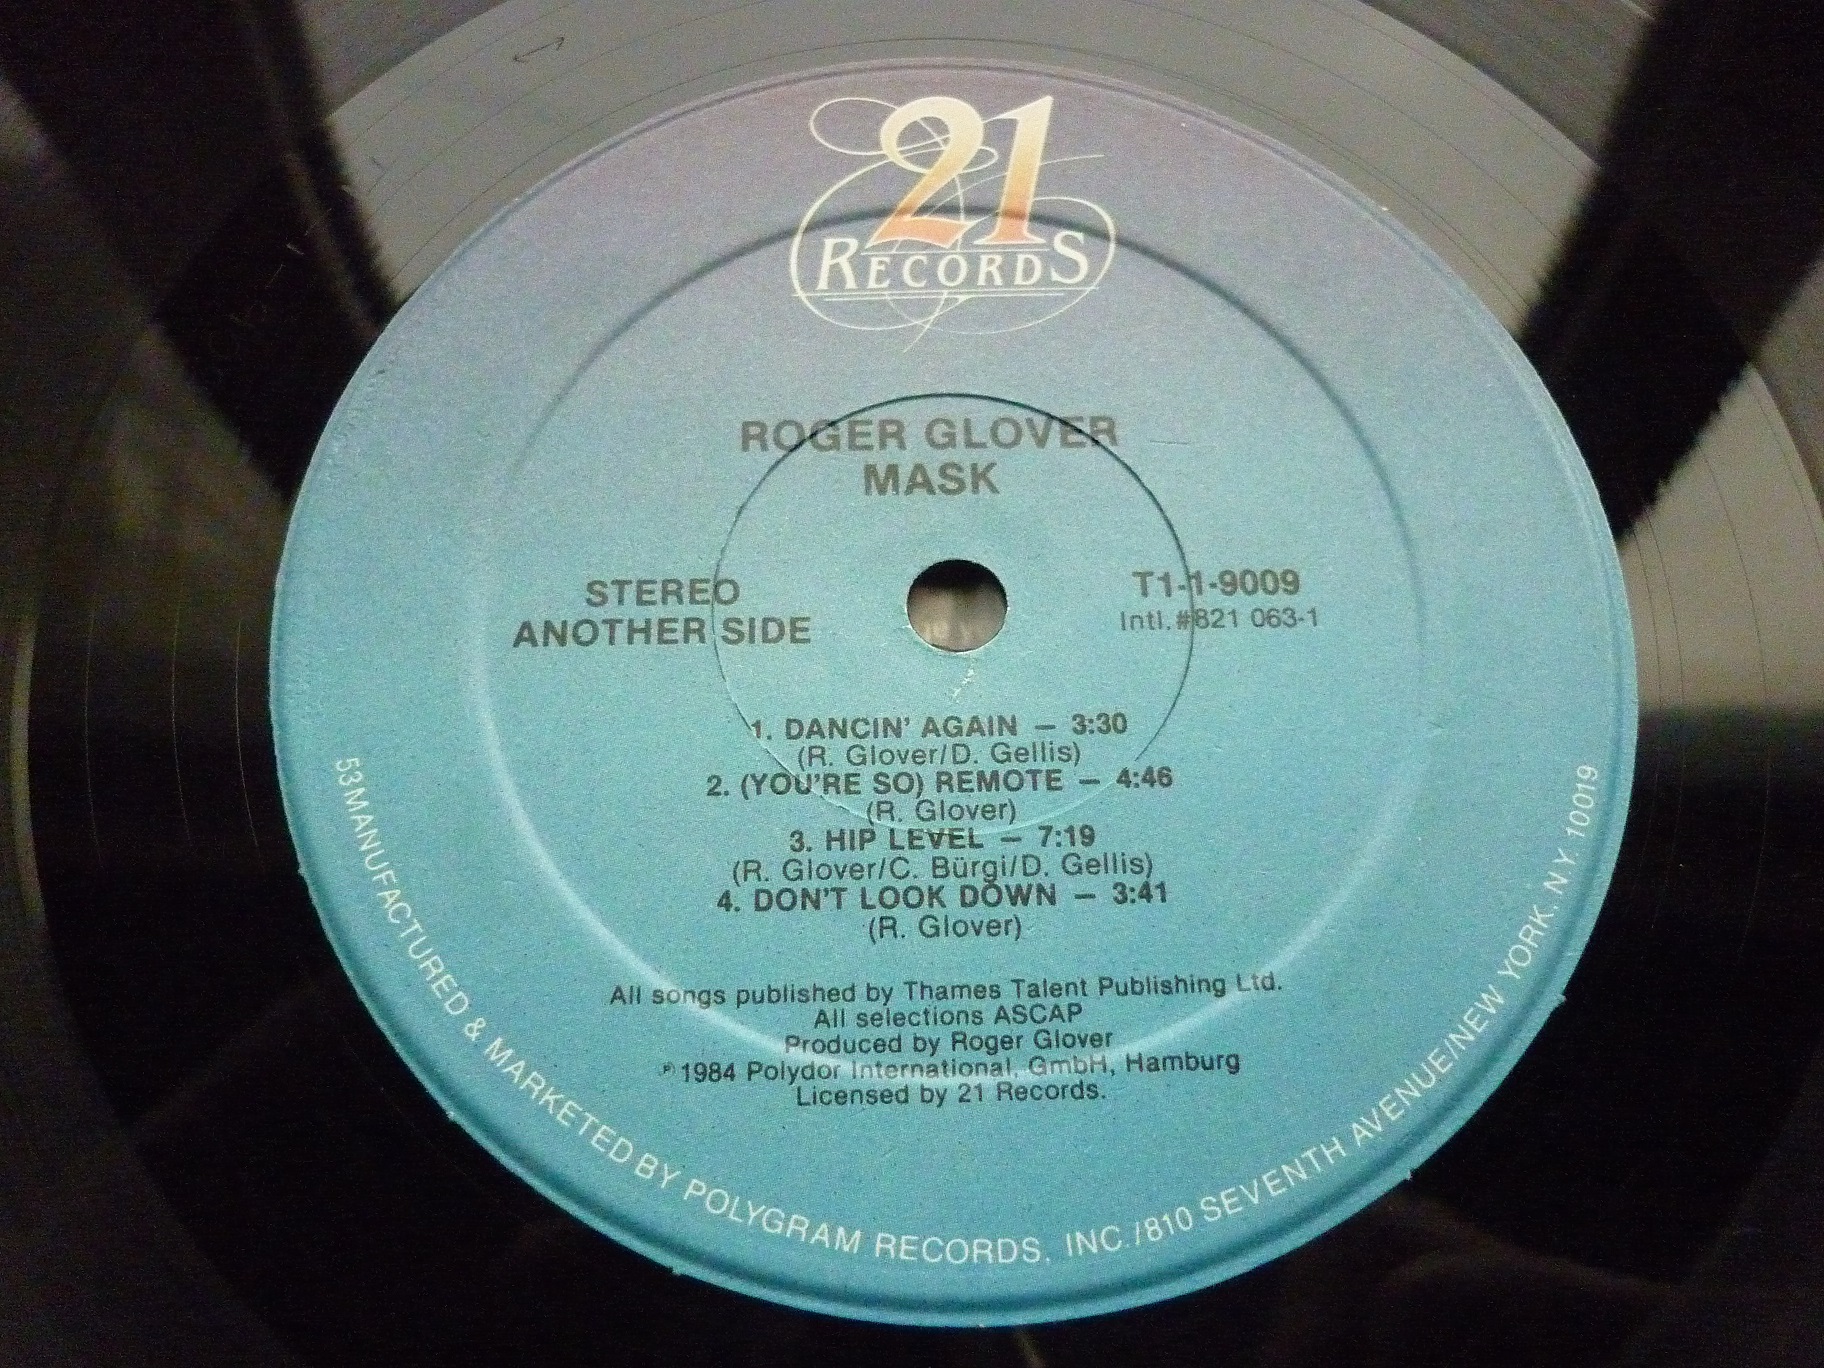 21
RECORDS
ROGER GLOVER
MASK
STEREO
ANOTHER SIDE
T1-1-9009
Intl.#821 063-1
1. DANCIN' AGAIN — 3:30
(R. Glover/D. Gellis)
2. (YOU'RE SO) REMOTE — 4:46
(R. Glover)
3. HIP LEVEL — 7:19
(R. Glover/C. Bürgi/D. Gellis)
4. DON'T LOOK DOWN — 3:41
(R. Glover)
All songs published by Thames Talent Publishing Ltd.
All selections ASCAP
Produced by Roger Glover
℗1984 Polydor International, GmbH, Hamburg
Licensed by 21 Records.
53 MANUFACTURED & MARKETED BY POLYGRAM RECORDS, INC./810 SEVENTH AVENUE/NEW YORK, N.Y. 10019